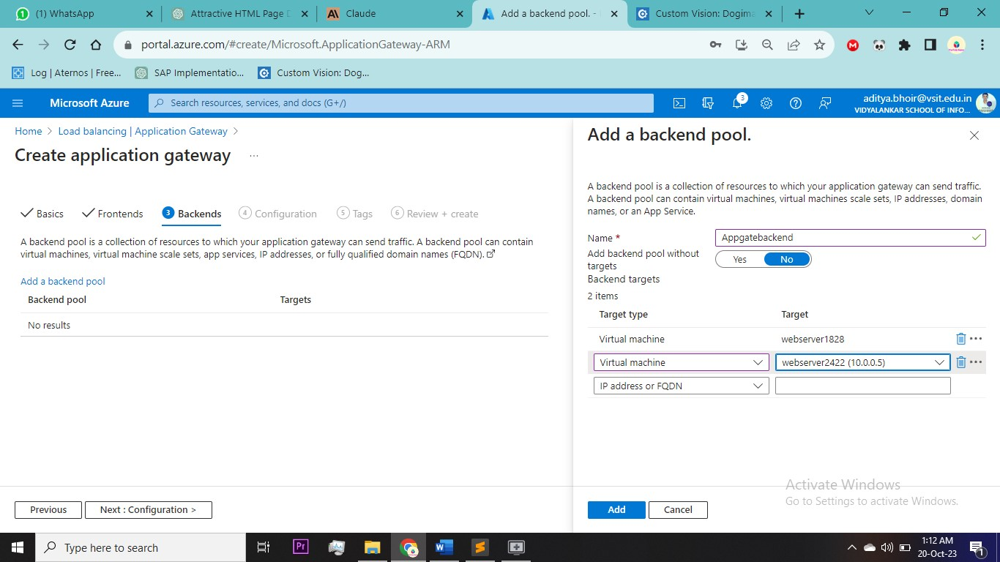 (1) WhatsApp
Attractive HTML Page D
Claude
Add a backend pool. -
Custom Vision: Dogima
portal.azure.com/#create/Microsoft.ApplicationGateway-ARM
Log | Aternos | Free...
SAP Implementatio...
Custom Vision: Dog...
Microsoft Azure
Search resources, services, and docs (G+/)
3
aditya.bhoir@vsit.edu.in
VIDYALANKAR SCHOOL OF INFO...
Home > Load balancing | Application Gateway >
Create application gateway ...
Basics
Frontends
3 Backends
4 Configuration
5 Tags
6 Review + create
A backend pool is a collection of resources to which your application gateway can send traffic. A backend pool can contain
virtual machines, virtual machine scale sets, app services, IP addresses, or fully qualified domain names (FQDN).
Add a backend pool
Backend pool Targets
No results
Previous
Next : Configuration >
Add a backend pool.
A backend pool is a collection of resources to which your application gateway can send traffic.
A backend pool can contain virtual machines, virtual machines scale sets, IP addresses, domain
names, or an App Service.
Name * Appgatebackend
Add backend pool without
targets
Yes No
Backend targets
2 items
Target type Target
Virtual machine webserver1828
Virtual machine webserver2422 (10.0.0.5)
IP address or FQDN
Add
Cancel
Activate Windows
Go to Settings to activate Windows.
Type here to search
Pr
1:12 AM
20-Oct-23
1